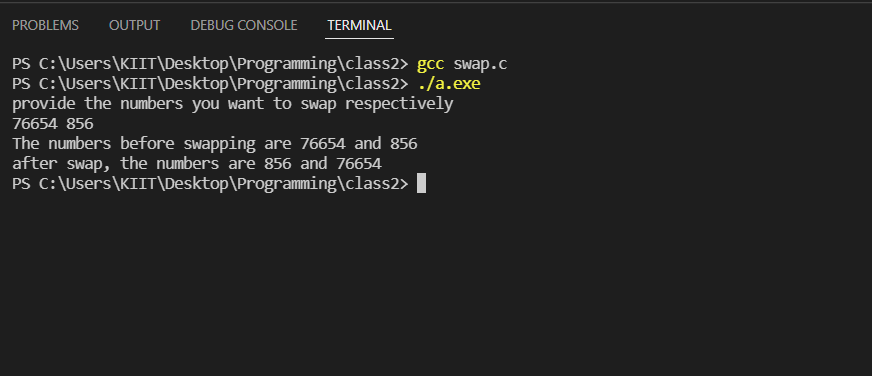 PROBLEMS OUTPUT DEBUG CONSOLE TERMINAL
PS C:\Users\KIIT\Desktop\Programming\class2> gcc swap.c
PS C:\Users\KIIT\Desktop\Programming\class2> ./a.exe
provide the numbers you want to swap respectively
76654 856
The numbers before swapping are 76654 and 856
after swap, the numbers are 856 and 76654
PS C:\Users\KIIT\Desktop\Programming\class2>